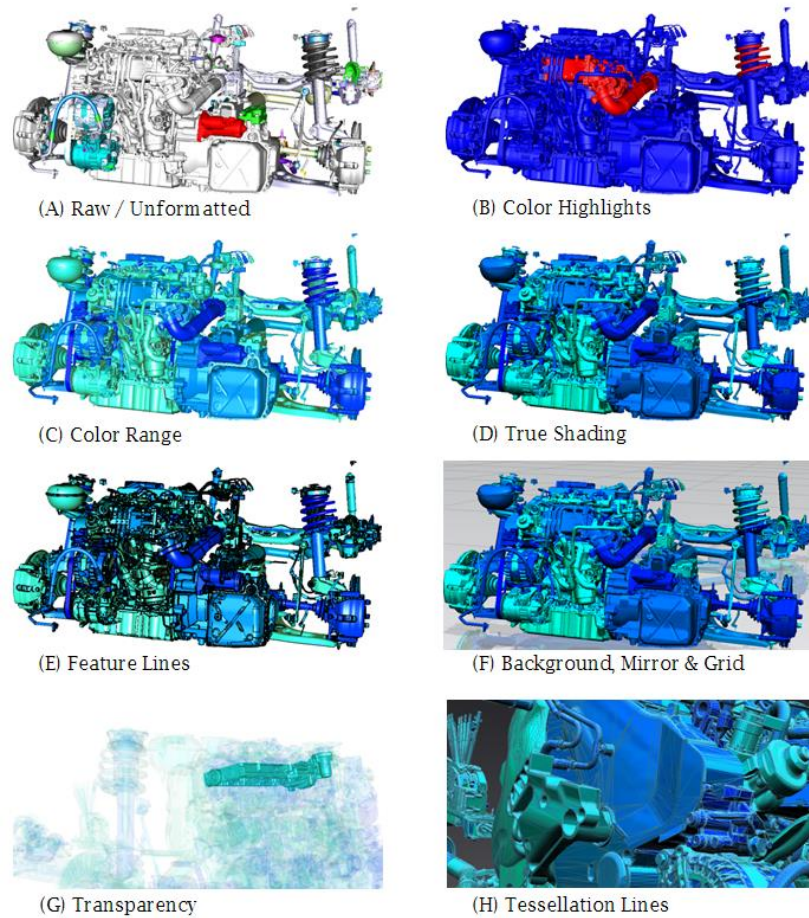 (A) Raw / Unformatted
(B) Color Highlights
(C) Color Range
(D) True Shading
(E) Feature Lines
(F) Background, Mirror & Grid
(G) Transparency
(H) Tessellation Lines